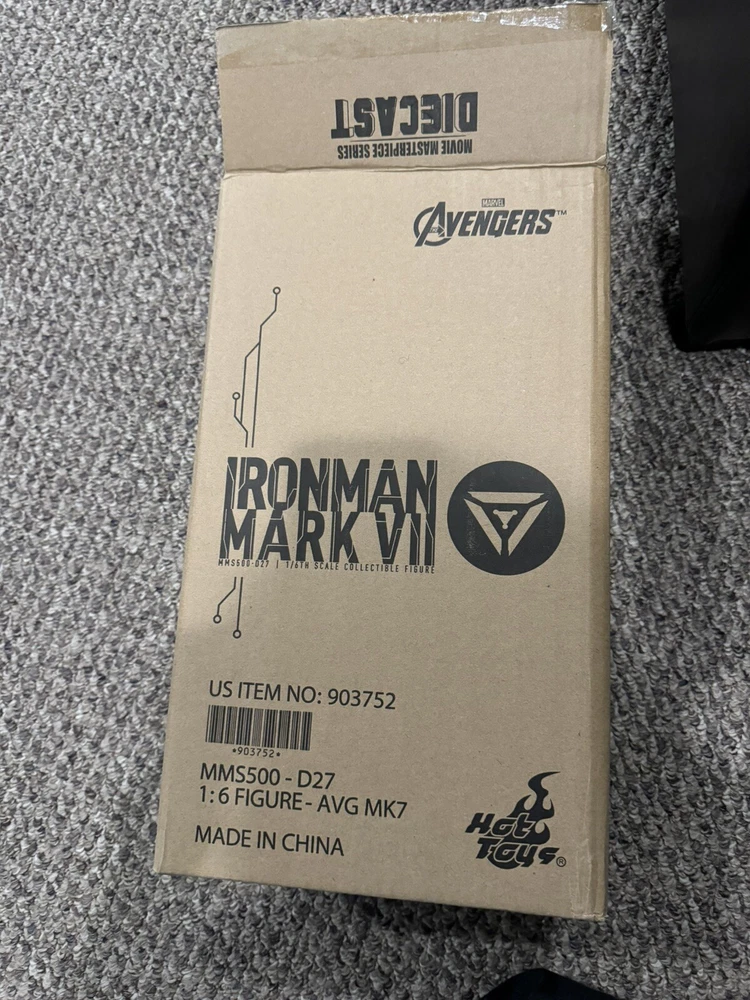 DIECAST
MOVIE MASTERPIECE SERIES
MARVEL
AVENGERS™
IRONMAN
MARK VII
MMS500-D27 | 1/6TH SCALE COLLECTIBLE FIGURE
US ITEM NO: 903752
*903752*
MMS500 - D27
1:6 FIGURE - AVG MK7
MADE IN CHINA
Hot
Toys®